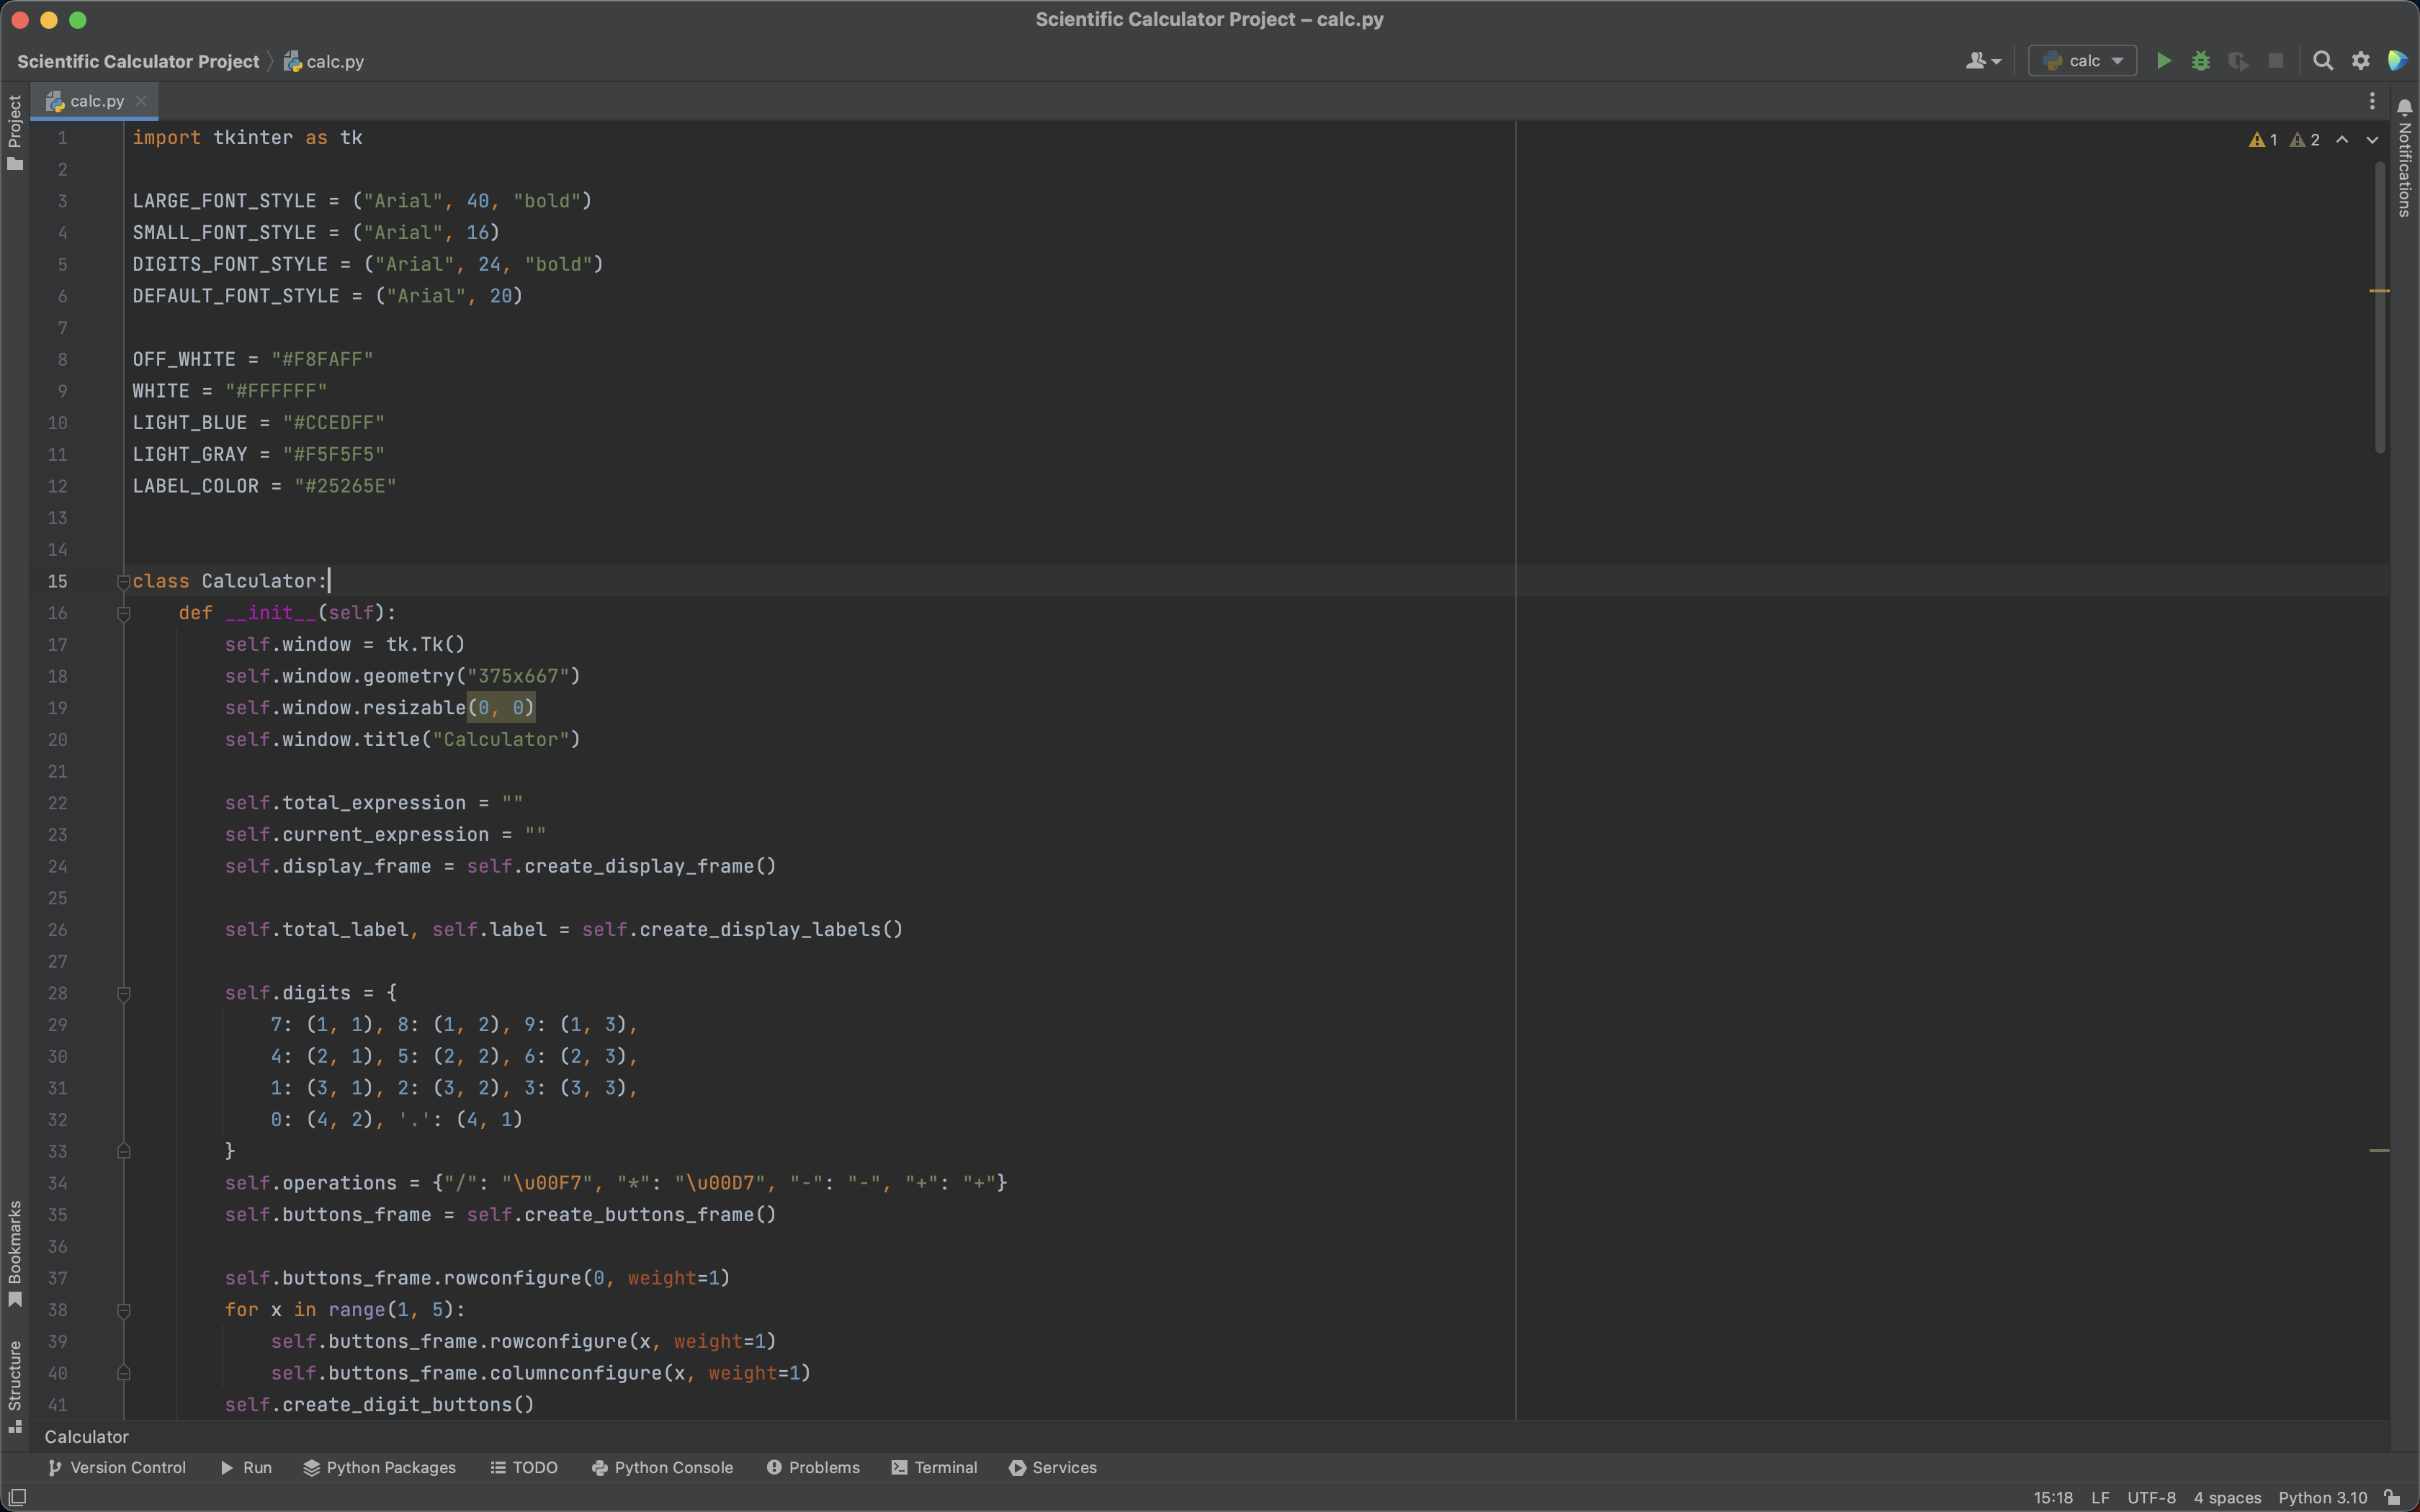 Scientific Calculator Project – calc.py
Scientific Calculator Project
calc.py
calc
calc.py
Project
1 import tkinter as tk
2
3 LARGE_FONT_STYLE = ("Arial", 40, "bold")
4 SMALL_FONT_STYLE = ("Arial", 16)
5 DIGITS_FONT_STYLE = ("Arial", 24, "bold")
6 DEFAULT_FONT_STYLE = ("Arial", 20)
7
8 OFF_WHITE = "#F8FAFF"
9 WHITE = "#FFFFFF"
10 LIGHT_BLUE = "#CCEDFF"
11 LIGHT_GRAY = "#F5F5F5"
12 LABEL_COLOR = "#25265E"
13
14
15 class Calculator:
16     def __init__(self):
17         self.window = tk.Tk()
18         self.window.geometry("375x667")
19         self.window.resizable(0, 0)
20         self.window.title("Calculator")
21
22         self.total_expression = ""
23         self.current_expression = ""
24         self.display_frame = self.create_display_frame()
25
26         self.total_label, self.label = self.create_display_labels()
27
28         self.digits = {
29             7: (1, 1), 8: (1, 2), 9: (1, 3),
30             4: (2, 1), 5: (2, 2), 6: (2, 3),
31             1: (3, 1), 2: (3, 2), 3: (3, 3),
32             0: (4, 2), '.': (4, 1)
33         }
34         self.operations = {"/": "\u00F7", "*": "\u00D7", "-": "-", "+": "+"}
35         self.buttons_frame = self.create_buttons_frame()
36
37         self.buttons_frame.rowconfigure(0, weight=1)
38         for x in range(1, 5):
39             self.buttons_frame.rowconfigure(x, weight=1)
40             self.buttons_frame.columnconfigure(x, weight=1)
41         self.create_digit_buttons()
1 2
Notifications
Bookmarks
Structure
Calculator
Version Control Run Python Packages TODO Python Console Problems Terminal Services
15:18 LF UTF-8 4 spaces Python 3.10